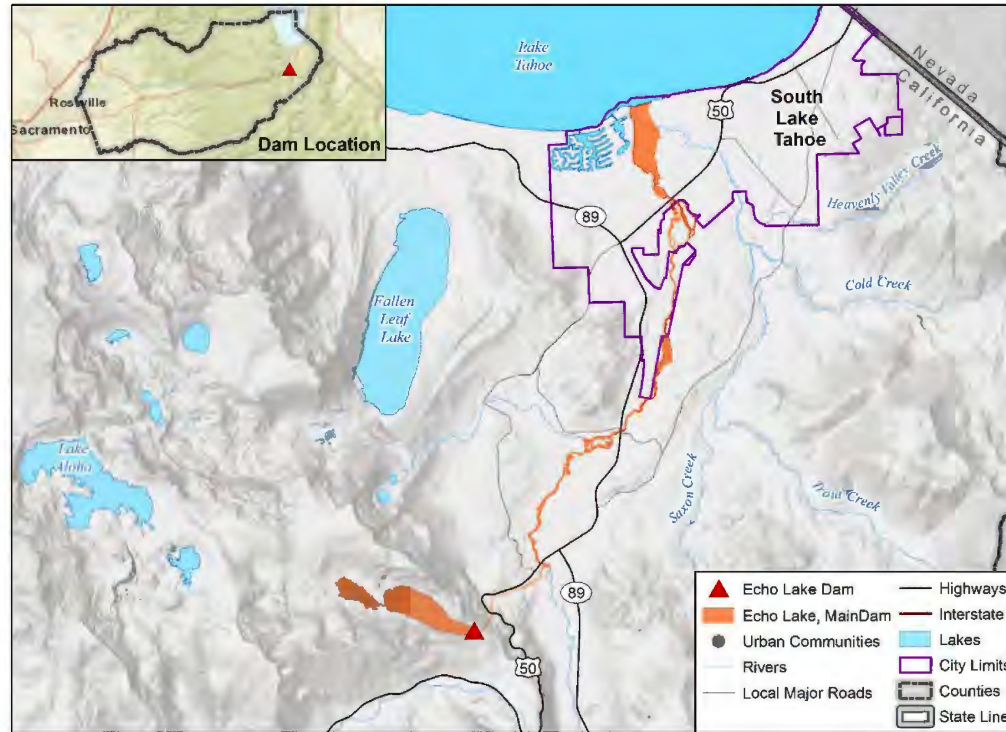 Roseville
Sacramento
Dam Location
Lake
Tahoe
Nevada
California
50
South
Lake
Tahoe
89
Heavenly Valley Creek
Fallen
Leaf
Lake
Cold Creek
Lake
Aloha
Saxon Creek
Trout Creek
89
50
Echo Lake Dam
Echo Lake, MainDam
Urban Communities
Rivers
Local Major Roads
Highways
Interstate
Lakes
City Limits
Counties
State Line